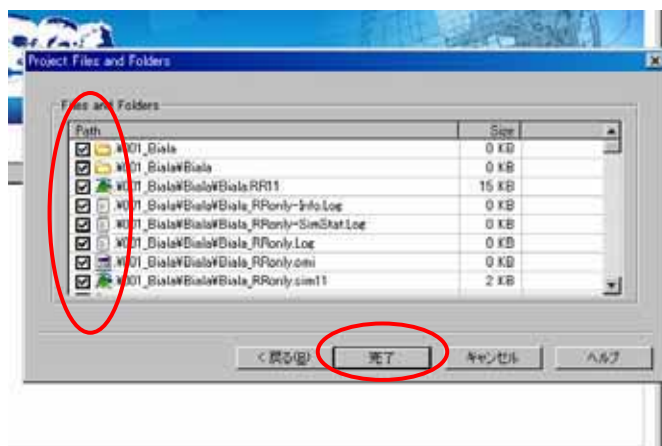 Project Files and Folders
Files and Folders
Path Size
.¥001_Biala 0 KB
.¥001_Biala¥Biala 0 KB
.¥001_Biala¥Biala¥Biala.RR11 15 KB
.¥001_Biala¥Biala¥Biala_RRonly-Info.Log 0 KB
.¥001_Biala¥Biala¥Biala_RRonly-SimStat.Log 0 KB
.¥001_Biala¥Biala¥Biala_RRonly.Log 0 KB
.¥001_Biala¥Biala¥Biala_RRonly.omi 0 KB
.¥001_Biala¥Biala¥Biala_RRonly.sim11 2 KB
< 戻る(B) 完了 キャンセル ヘルプ